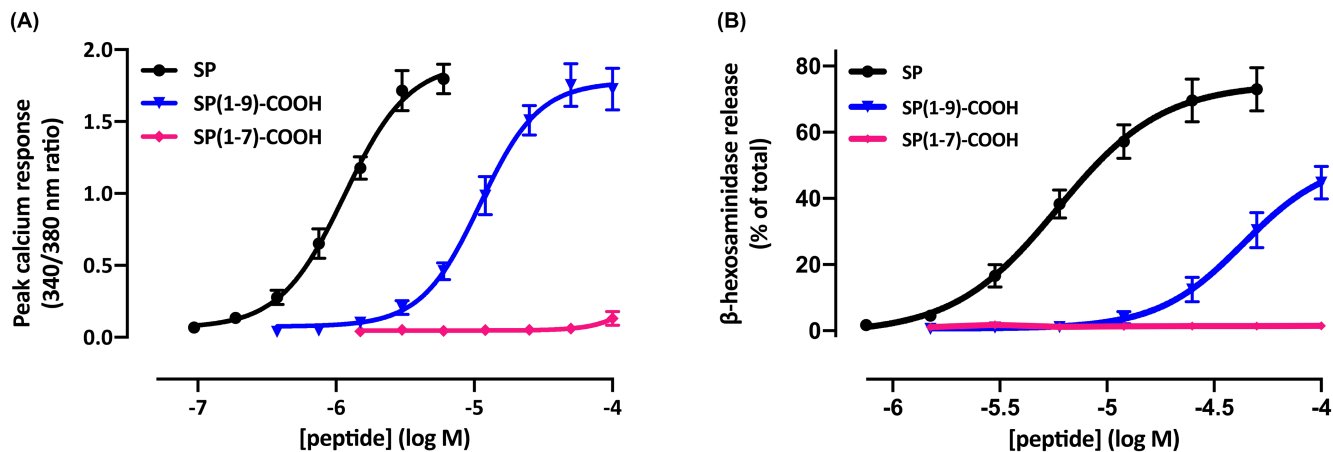 (A)
Peak calcium response
(340/380 nm ratio)
2.0
1.5
1.0
0.5
0.0
SP
SP(1-9)-COOH
SP(1-7)-COOH
-7
-6
-5
-4
[peptide] (log M)
(B)
β-hexosaminidase release
(% of total)
80
60
40
20
0
SP
SP(1-9)-COOH
SP(1-7)-COOH
-6
-5.5
-5
-4.5
-4
[peptide] (log M)